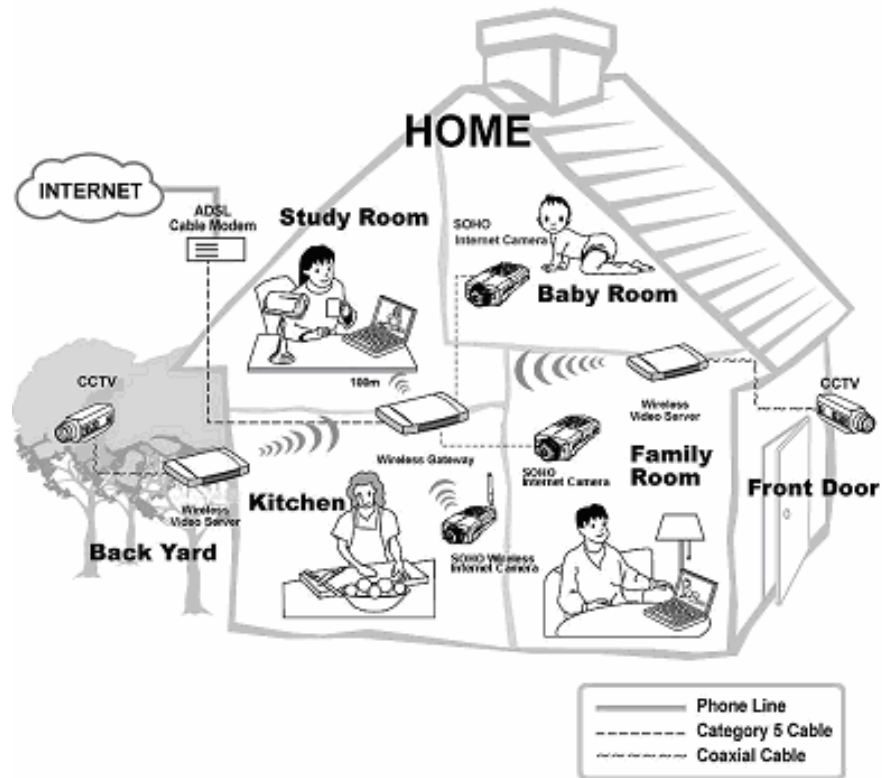 HOME
INTERNET
ADSL
Cable Modem
Study Room
SOHO
Internet Camera
Baby Room
CCTV
100m
Wireless
Video Server
CCTV
Wireless Gateway
SOHO
Internet Camera
Family
Room
Front Door
Kitchen
Wireless
Video Server
Back Yard
SOHO Wireless
Internet Camera
Phone Line
Category 5 Cable
Coaxial Cable